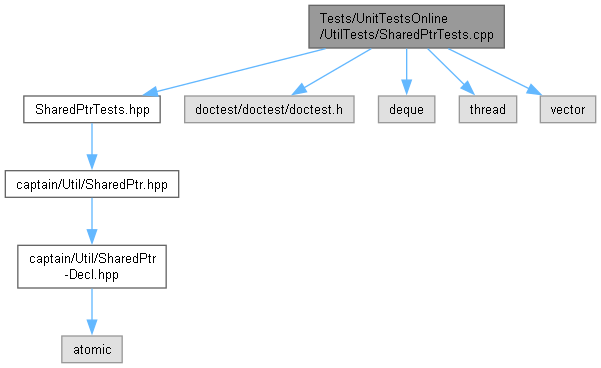 Tests/UnitTestsOnline
/UtilTests/SharedPtrTests.cpp
SharedPtrTests.hpp
doctest/doctest/doctest.h
deque
thread
vector
captain/Util/SharedPtr.hpp
captain/Util/SharedPtr
-Decl.hpp
atomic